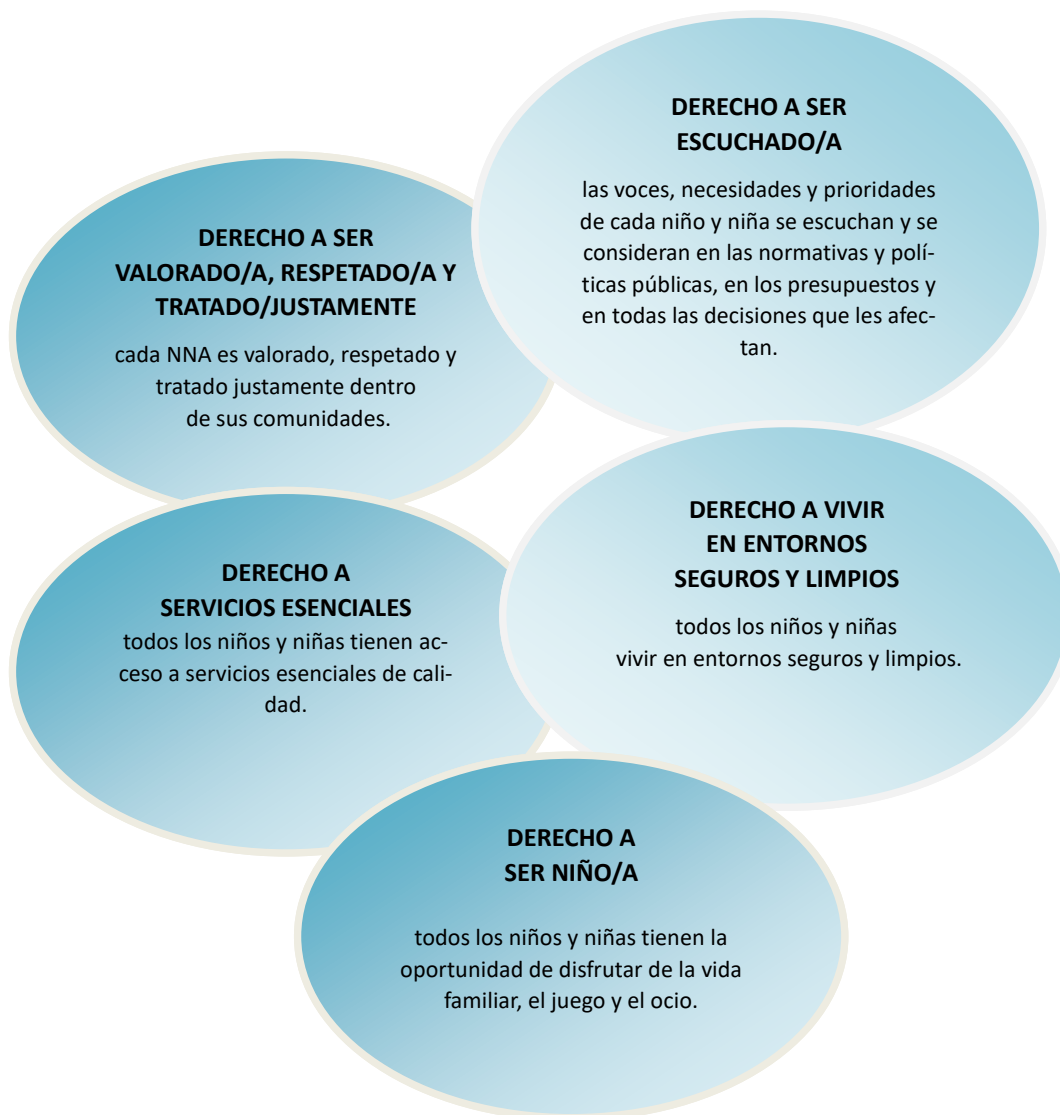 DERECHO A SER
VALORADO/A, RESPETADO/A Y
TRATADO/JUSTAMENTE
cada NNA es valorado, respetado y
tratado justamente dentro
de sus comunidades.
DERECHO A SER
ESCUCHADO/A
las voces, necesidades y prioridades
de cada niño y niña se escuchan y se
consideran en las normativas y polí-
ticas públicas, en los presupuestos y
en todas las decisiones que les afec-
tan.
DERECHO A
SERVICIOS ESENCIALES
todos los niños y niñas tienen ac-
ceso a servicios esenciales de cali-
dad.
DERECHO A VIVIR
EN ENTORNOS
SEGUROS Y LIMPIOS
todos los niños y niñas
vivir en entornos seguros y limpios.
DERECHO A
SER NIÑO/A
todos los niños y niñas tienen la
oportunidad de disfrutar de la vida
familiar, el juego y el ocio.